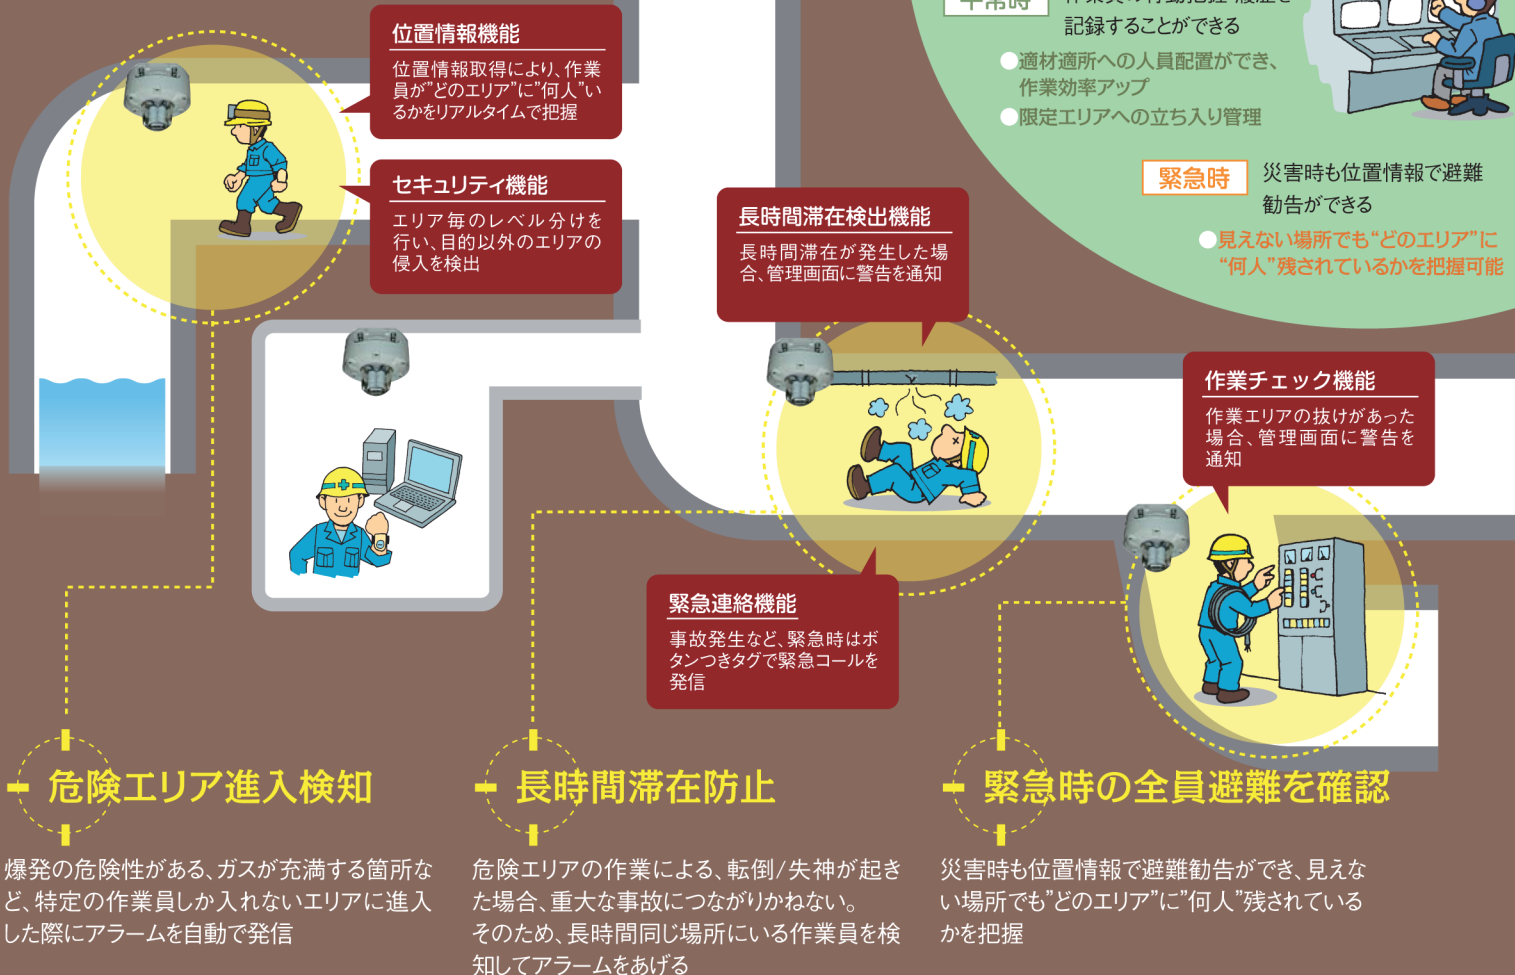 位置情報機能
位置情報取得により、作業
員が"どのエリア"に"何人"い
るかをリアルタイムで把握
セキュリティ機能
エリア毎のレベル分けを
行い、目的以外のエリアの
侵入を検出
記録することができる
●適材適所への人員配置ができ、
作業効率アップ
●限定エリアへの立ち入り管理
緊急時
災害時も位置情報で避難
勧告ができる
●見えない場所でも“どのエリア”に
“何人”残されているかを把握可能
長時間滞在検出機能
長時間滞在が発生した場
合、管理画面に警告を通知
作業チェック機能
作業エリアの抜けがあった
場合、管理画面に警告を
通知
緊急連絡機能
事故発生など、緊急時はボ
タンつきタグで緊急コールを
発信
危険エリア進入検知
爆発の危険性がある、ガスが充満する箇所な
ど、特定の作業員しか入れないエリアに進入
した際にアラームを自動で発信
長時間滞在防止
危険エリアの作業による、転倒/失神が起き
た場合、重大な事故につながりかねない。
そのため、長時間同じ場所にいる作業員を検
知してアラームをあげる
緊急時の全員避難を確認
災害時も位置情報で避難勧告ができ、見えな
い場所でも”どのエリア”に”何人”残されている
かを把握